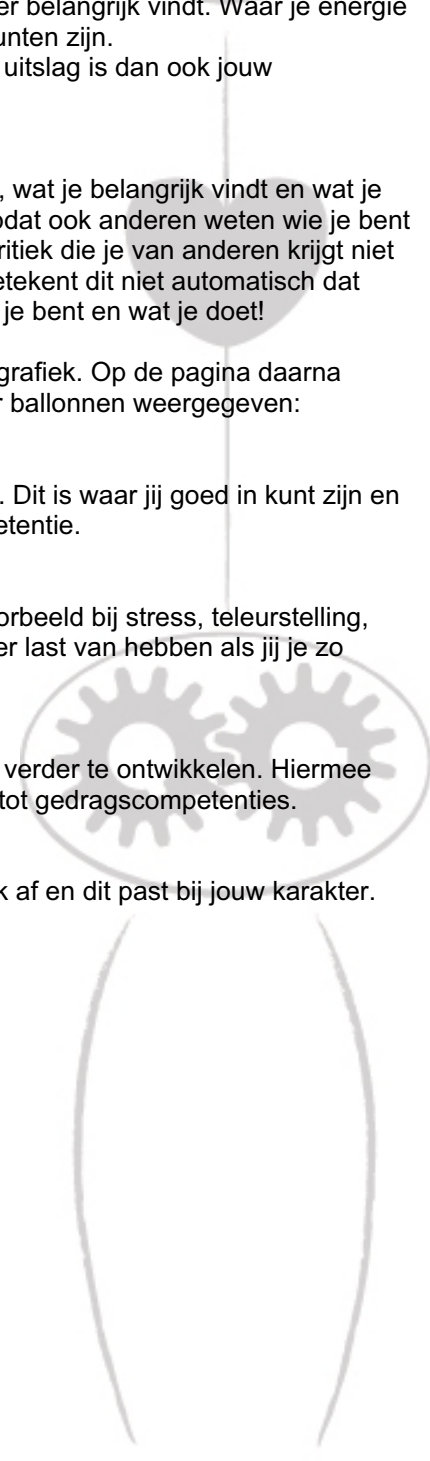 er belangrijk vindt. Waar je energie
unten zijn.
uitslag is dan ook jouw
, wat je belangrijk vindt en wat je
odat ook anderen weten wie je bent
ritiek die je van anderen krijgt niet
etekent dit niet automatisch dat
je bent en wat je doet!
grafiek. Op de pagina daarna
r ballonnen weergegeven:
. Dit is waar jij goed in kunt zijn en
etentie.
orbeeld bij stress, teleurstelling,
er last van hebben als jij je zo
verder te ontwikkelen. Hiermee
tot gedragscompetenties.
k af en dit past bij jouw karakter.